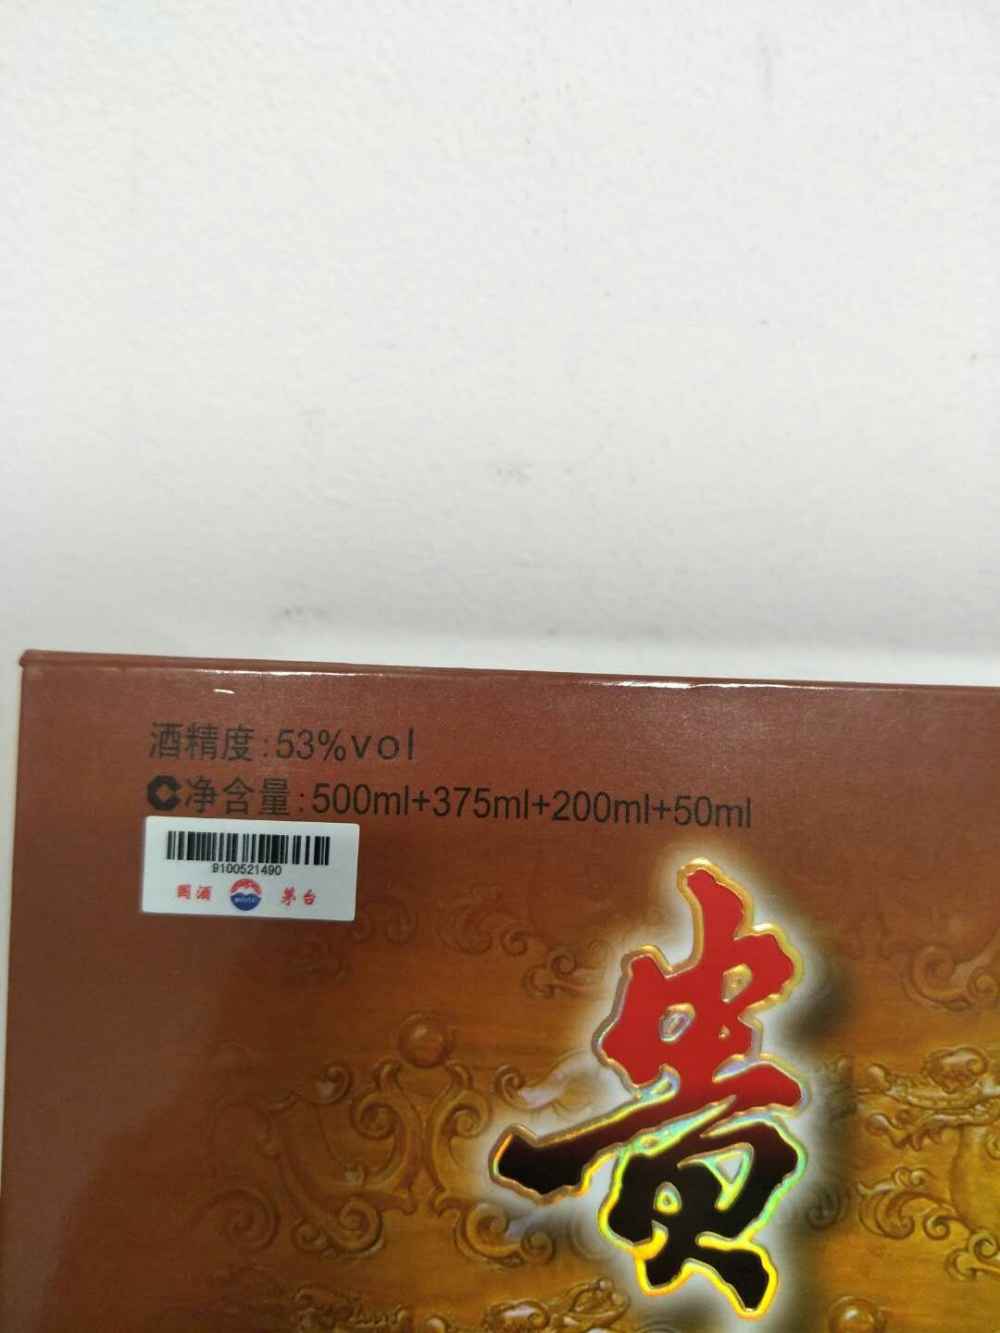 酒精度:53%vol
净含量:500ml+375ml+200ml+50ml
9100521490
国酒 茅台
贵